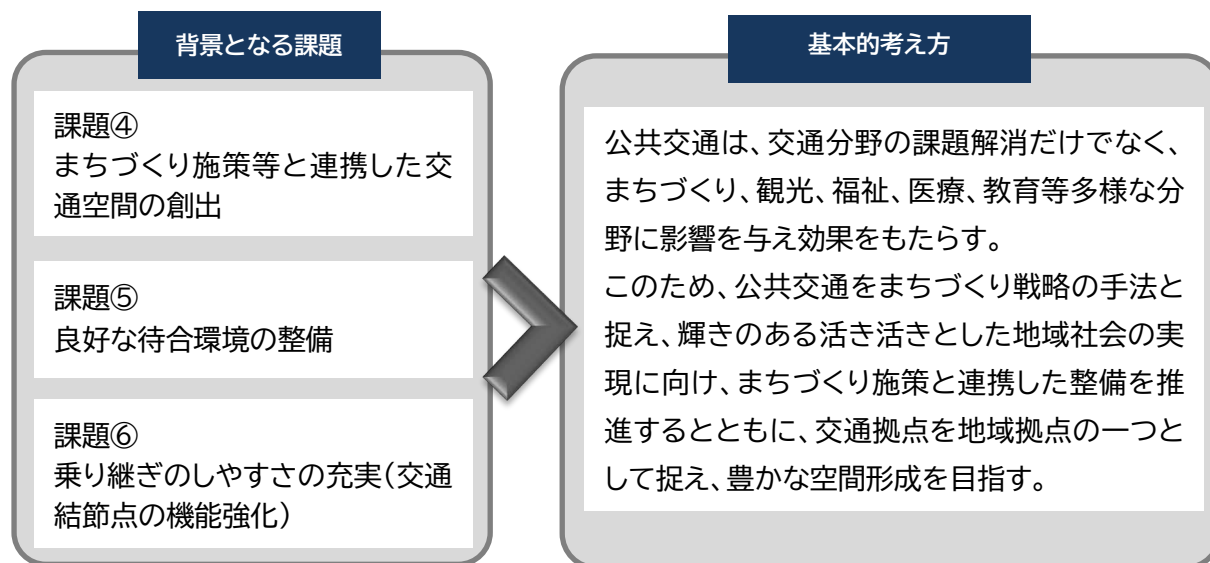 背景となる課題
課題④
まちづくり施策等と連携した交
通空間の創出
課題⑤
良好な待合環境の整備
課題⑥
乗り継ぎのしやすさの充実(交通
結節点の機能強化)
基本的考え方
公共交通は、交通分野の課題解消だけでなく、
まちづくり、観光、福祉、医療、教育等多様な分
野に影響を与え効果をもたらす。
このため、公共交通をまちづくり戦略の手法と
捉え、輝きのある活き活きとした地域社会の実
現に向け、まちづくり施策と連携した整備を推
進するとともに、交通拠点を地域拠点の一つと
して捉え、豊かな空間形成を目指す。